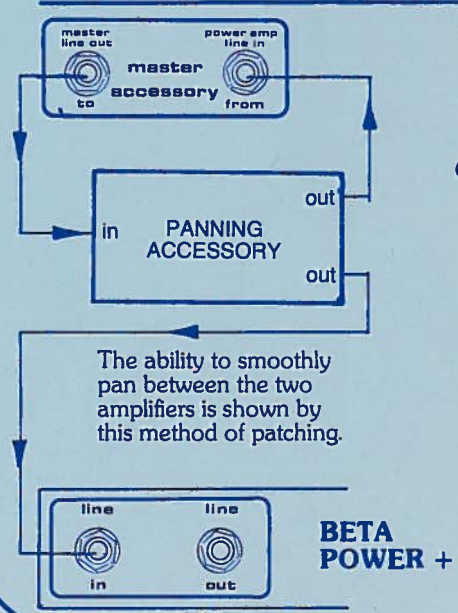 master
line out
power amp
line in
master
accessory
to
from
out
in
PANNING
ACCESSORY
out
The ability to smoothly
pan between the two
amplifiers is shown by
this method of patching.
line
line
in
out
BETA
POWER +